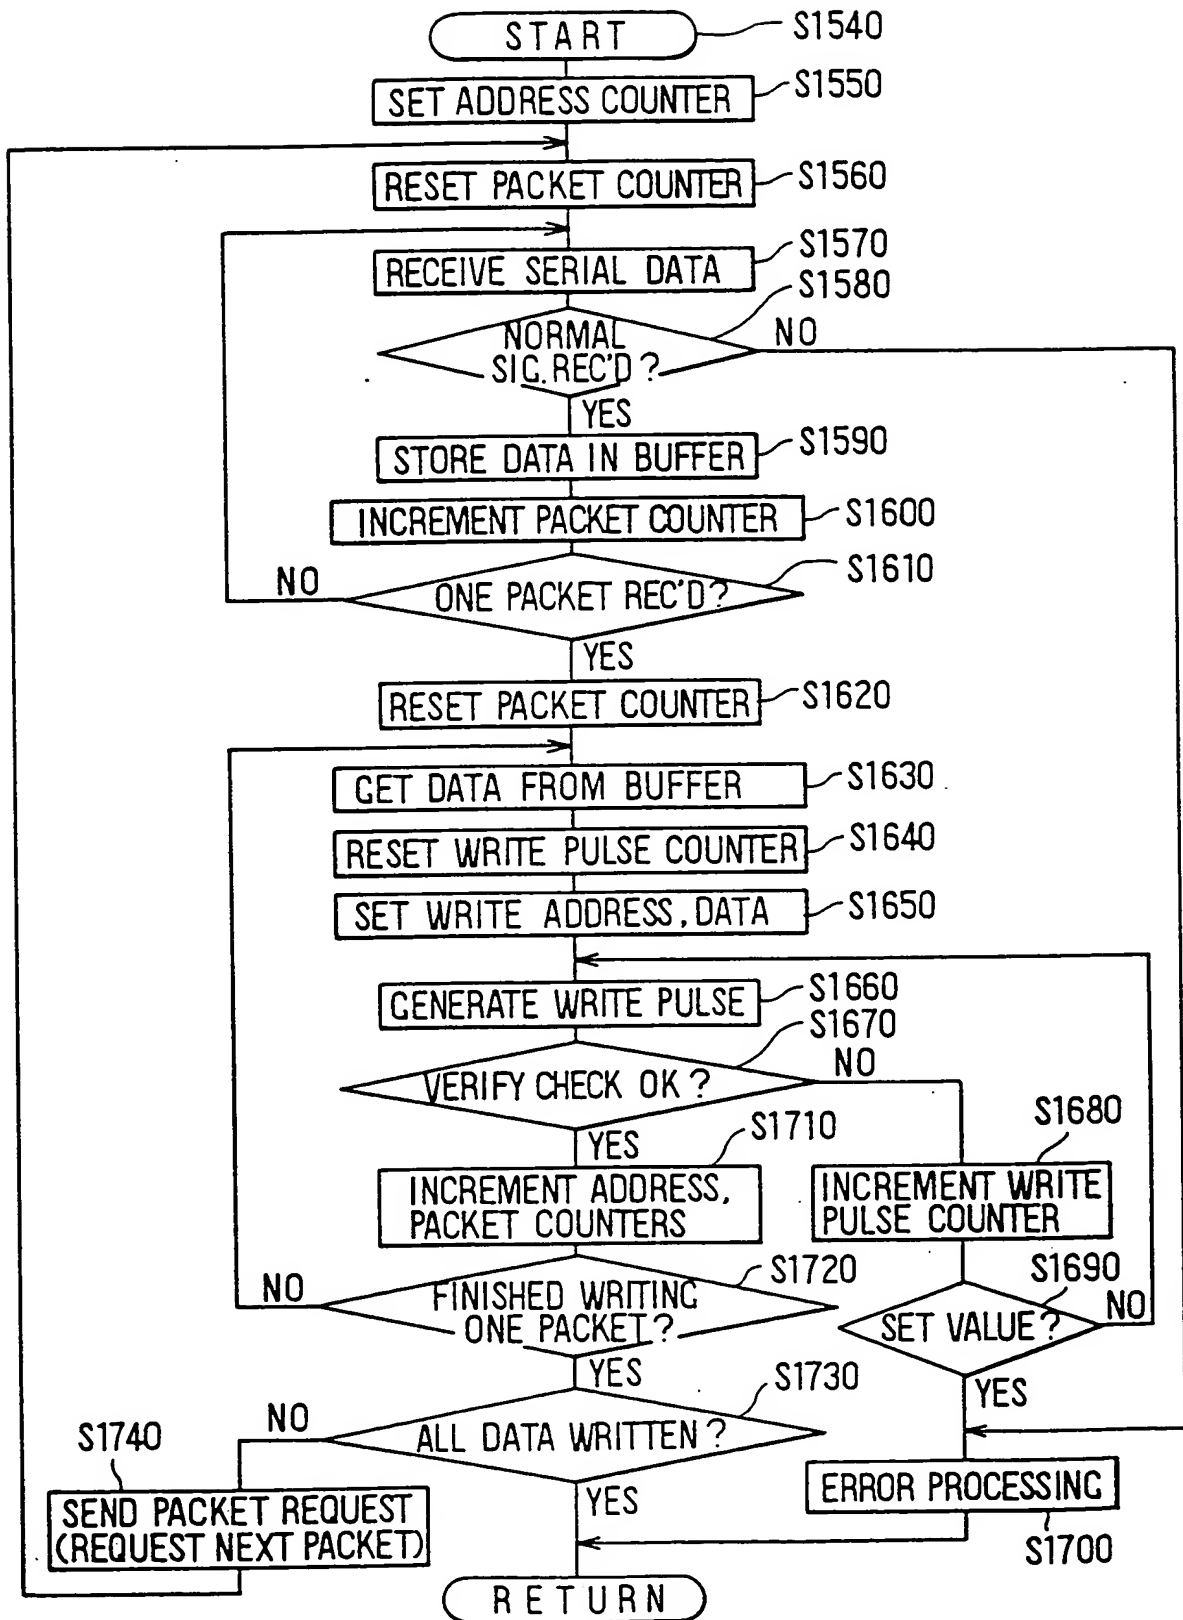 START
S1540
SET ADDRESS COUNTER
S1550
RESET PACKET COUNTER
S1560
RECEIVE SERIAL DATA
S1570
NORMAL
SIG. REC'D?
S1580
NO
YES
STORE DATA IN BUFFER
S1590
INCREMENT PACKET COUNTER
S1600
ONE PACKET REC'D?
S1610
NO
YES
RESET PACKET COUNTER
S1620
GET DATA FROM BUFFER
S1630
RESET WRITE PULSE COUNTER
S1640
SET WRITE ADDRESS, DATA
S1650
GENERATE WRITE PULSE
S1660
VERIFY CHECK OK?
S1670
NO
YES
S1710
INCREMENT ADDRESS,
PACKET COUNTERS
S1680
INCREMENT WRITE
PULSE COUNTER
FINISHED WRITING
ONE PACKET?
S1720
NO
YES
SET VALUE?
S1690
NO
YES
ALL DATA WRITTEN?
S1730
NO
YES
S1740
SEND PACKET REQUEST
(REQUEST NEXT PACKET)
ERROR PROCESSING
S1700
RETURN